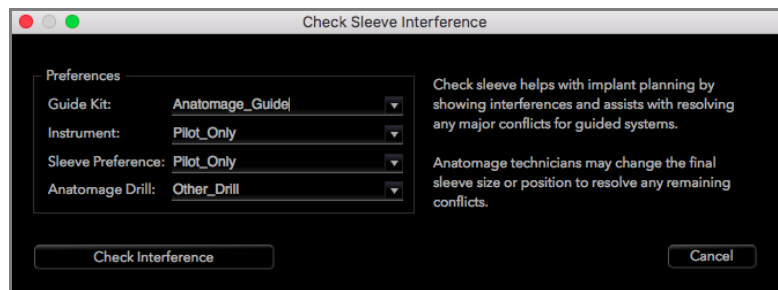 Check Sleeve Interference
Preferences
Guide Kit: Anatomage_Guide
Instrument: Pilot_Only
Sleeve Preference: Pilot_Only
Anatomage Drill: Other_Drill
Check sleeve helps with implant planning by
showing interferences and assists with resolving
any major conflicts for guided systems.
Anatomage technicians may change the final
sleeve size or position to resolve any remaining
conflicts.
Check Interference
Cancel